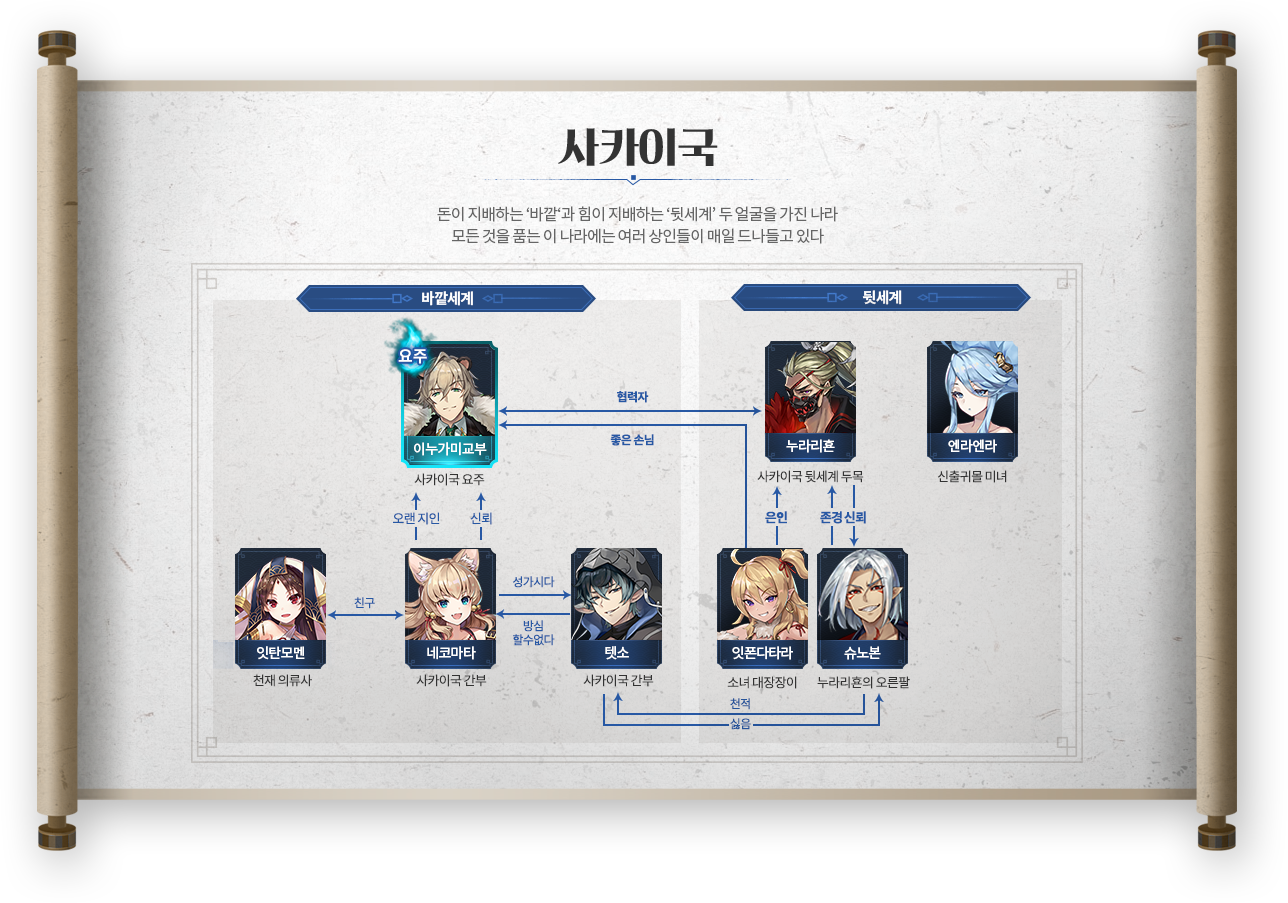 사카이국
돈이 지배하는 ‘바깥‘과 힘이 지배하는 ‘뒷세계’ 두 얼굴을 가진 나라
모든 것을 품는 이 나라에는 여러 상인들이 매일 드나들고 있다
바깥세계
뒷세계
요주
이누가미교부
사카이국 요주
협력자
좋은 손님
누라리횬
사카이국 뒷세계 두목
엔라엔라
신출귀몰 미녀
오랜 지인
신뢰
은인
존경
신뢰
잇탄모멘
천재 의류사
친구
네코마타
사카이국 간부
성가시다
방심
할수없다
텟소
사카이국 간부
잇폰다타라
소녀 대장장이
슈노본
누라리횬의 오른팔
천적
싫음